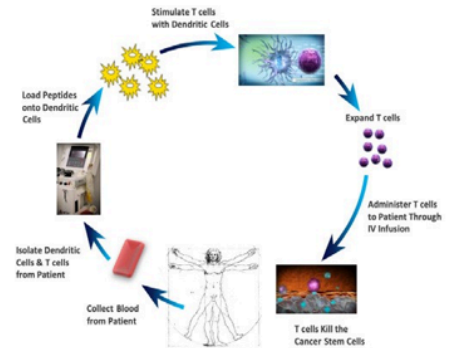 Stimulate T cells
with Dendritic Cells
Load Peptides
onto Dendritic
Cells
Expand T cells
Administer T cells
to Patient Through
IV Infusion
Isolate Dendritic
Cells & T cells
from Patient
Collect Blood
from Patient
T cells Kill the
Cancer Stem Cells